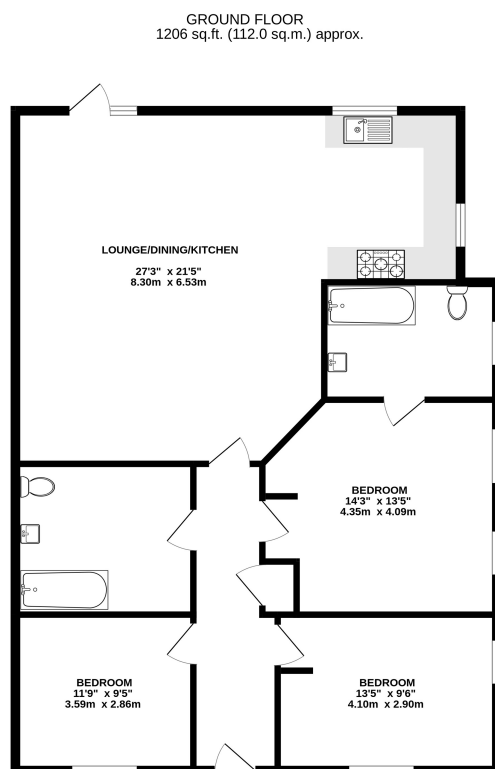 GROUND FLOOR
1206 sq.ft. (112.0 sq.m.) approx.
LOUNGE/DINING/KITCHEN
27'3" x 21'5"
8.30m x 6.53m
BEDROOM
14'3" x 13'5"
4.35m x 4.09m
BEDROOM
11'9" x 9'5"
3.59m x 2.86m
BEDROOM
13'5" x 9'6"
4.10m x 2.90m